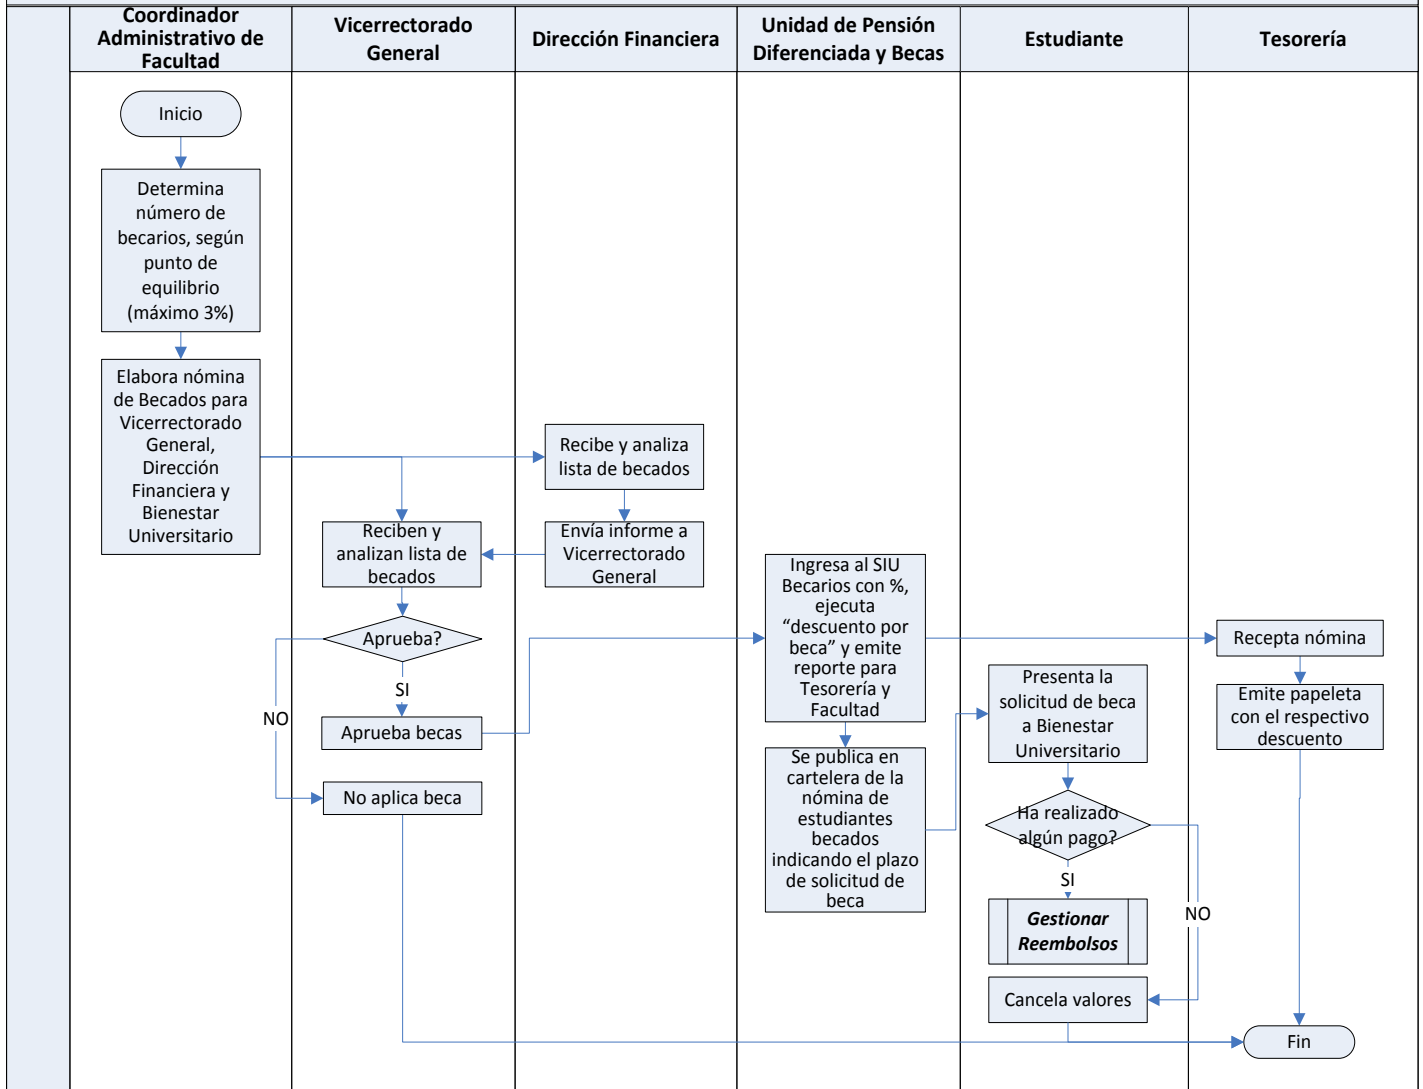 Coordinador
Administrativo de
Facultad
Vicerrectorado
General
Dirección Financiera
Unidad de Pensión
Diferenciada y Becas
Estudiante
Tesorería
Inicio
Determina
número de
becarios, según
punto de
equilibrio
(máximo 3%)
Elabora nómina
de Becados para
Vicerrectorado
General,
Dirección
Financiera y
Bienestar
Universitario
Recibe y analiza
lista de becados
Reciben y
analizan lista de
becados
Envía informe a
Vicerrectorado
General
Aprueba?
SI
NO
Aprueba becas
No aplica beca
Ingresa al SIU
Becarios con %,
ejecuta
“descuento por
beca” y emite
reporte para
Tesorería y
Facultad
Se publica en
cartelera de la
nómina de
estudiantes
becados
indicando el plazo
de solicitud de
beca
Presenta la
solicitud de beca
a Bienestar
Universitario
Ha realizado
algún pago?
SI
NO
Gestionar
Reembolsos
Cancela valores
Recepta nómina
Emite papeleta
con el respectivo
descuento
Fin